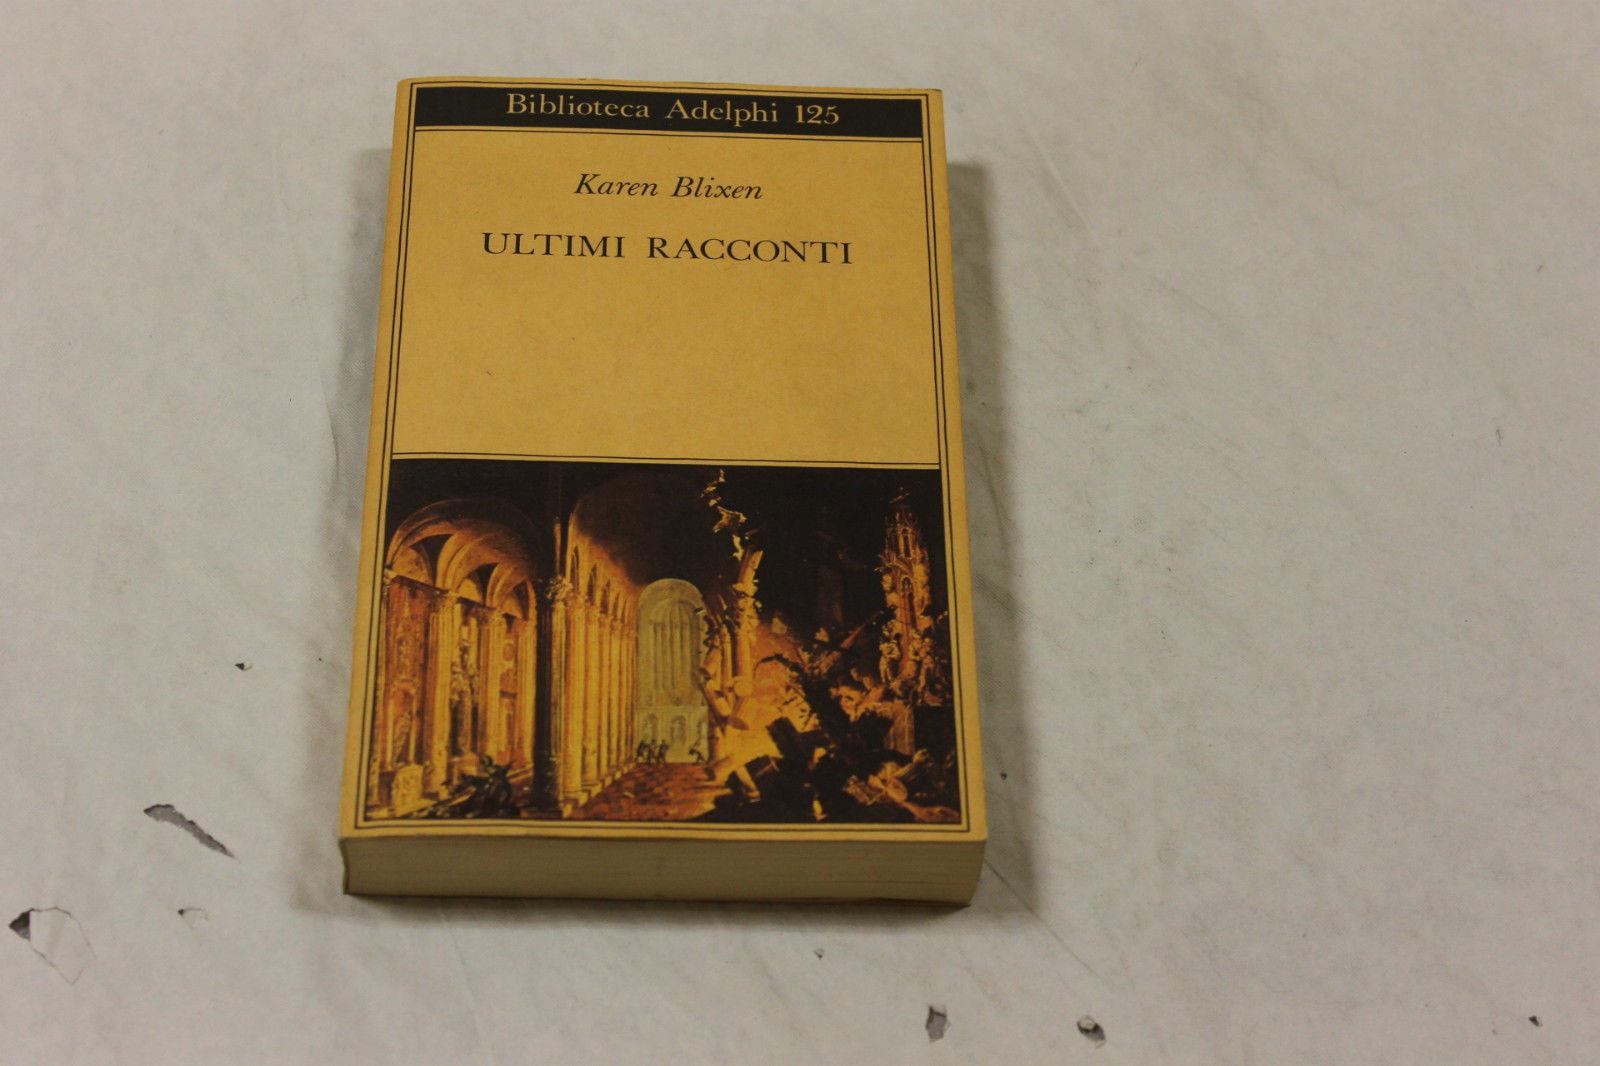 Biblioteca Adelphi 125
Karen Blixen
ULTIMI RACCONTI